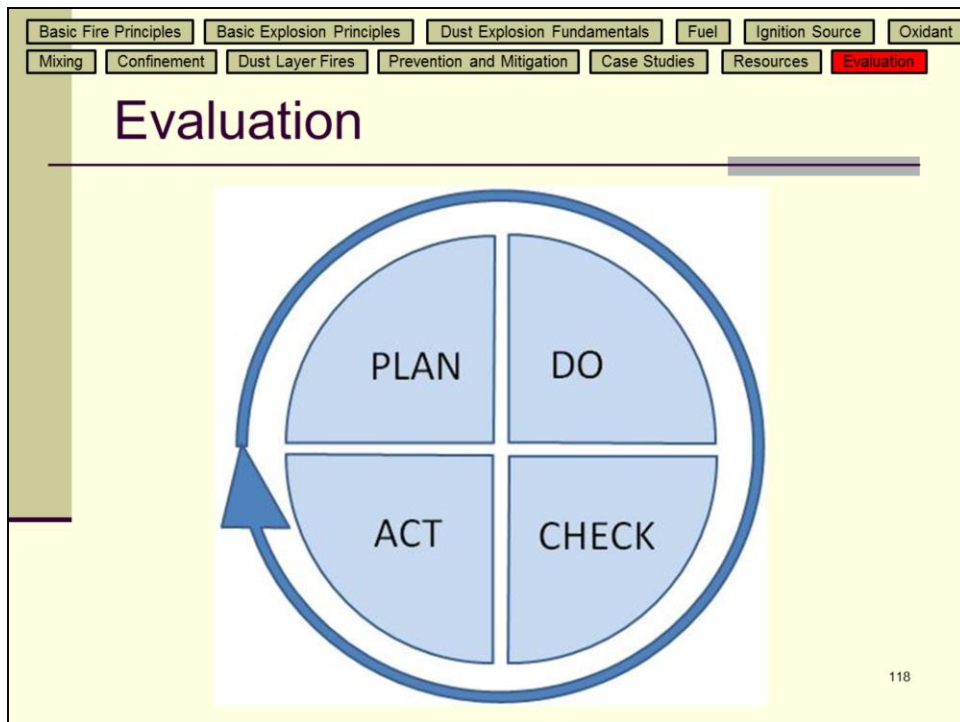 Basic Fire Principles Basic Explosion Principles Dust Explosion Fundamentals Fuel Ignition Source Oxidant
Mixing Confinement Dust Layer Fires Prevention and Mitigation Case Studies Resources Evaluation
Evaluation
PLAN DO
ACT CHECK
118